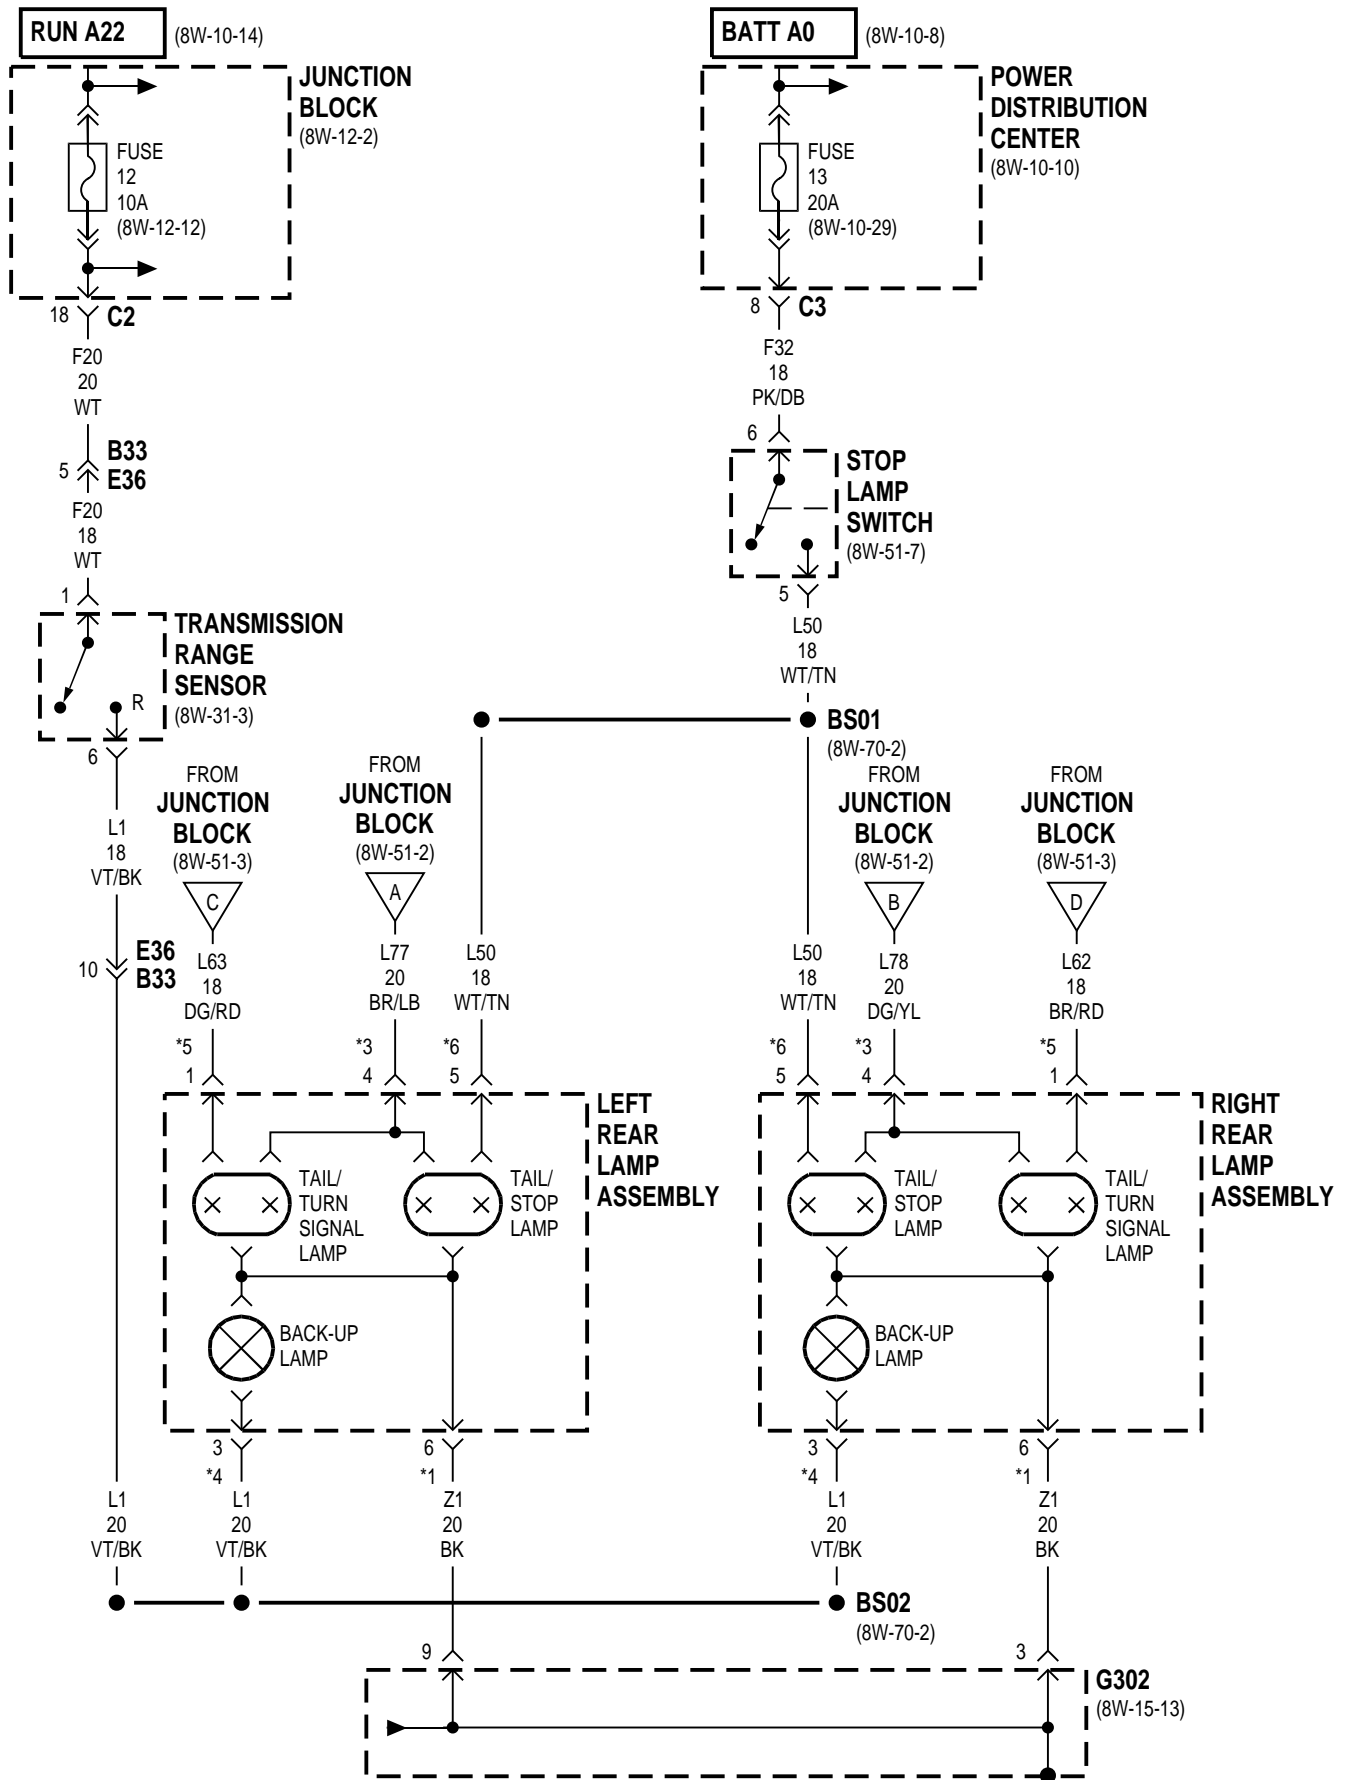 RUN A22
(8W-10-14)
BATT A0
(8W-10-8)
JUNCTION
BLOCK
(8W-12-2)
FUSE
12
10A
(8W-12-12)
POWER
DISTRIBUTION
CENTER
(8W-10-10)
FUSE
13
20A
(8W-10-29)
18
C2
F20
20
WT
5
B33
E36
F20
18
WT
1
TRANSMISSION
RANGE
SENSOR
(8W-31-3)
R
6
8
C3
F32
18
PK/DB
6
STOP
LAMP
SWITCH
(8W-51-7)
5
L50
18
WT/TN
BS01
(8W-70-2)
L1
18
VT/BK
10
E36
B33
FROM
JUNCTION
BLOCK
(8W-51-3)
C
L63
18
DG/RD
*5
1
FROM
JUNCTION
BLOCK
(8W-51-2)
A
L77
20
BR/LB
*3
4
L50
18
WT/TN
*6
5
L50
18
WT/TN
*6
5
FROM
JUNCTION
BLOCK
(8W-51-2)
B
L78
20
DG/YL
*3
4
FROM
JUNCTION
BLOCK
(8W-51-3)
D
L62
18
BR/RD
*5
1
LEFT
REAR
LAMP
ASSEMBLY
TAIL/
TURN
SIGNAL
LAMP
TAIL/
STOP
LAMP
BACK-UP
LAMP
RIGHT
REAR
LAMP
ASSEMBLY
TAIL/
STOP
LAMP
TAIL/
TURN
SIGNAL
LAMP
BACK-UP
LAMP
L1
20
VT/BK
3
*4
L1
20
VT/BK
6
*1
Z1
20
BK
3
*4
L1
20
VT/BK
6
*1
Z1
20
BK
BS02
(8W-70-2)
9
3
G302
(8W-15-13)